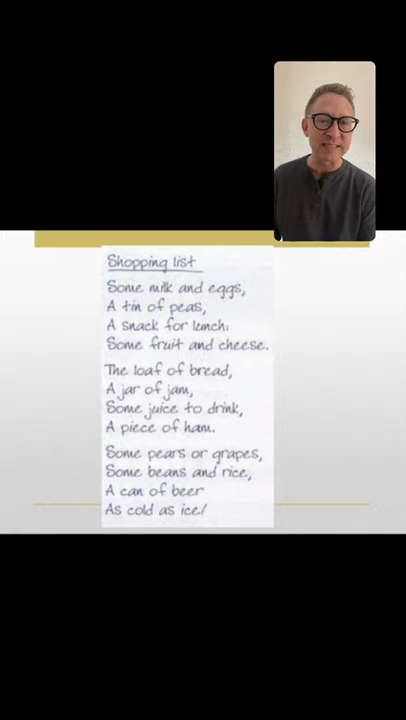 Shopping list
Some milk and eggs,
A tin of peas,
A snack for lunch:
Some fruit and cheese.
The loaf of bread,
A jar of jam,
Some juice to drink,
A piece of ham.
Some pears or grapes,
Some beans and rice,
A can of beer
As cold as ice!